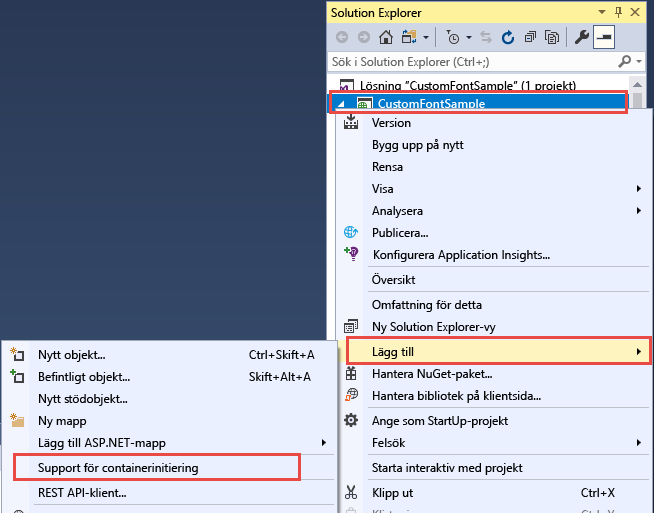 Solution Explorer
Sök i Solution Explorer (Ctrl+;)
Lösning "CustomFontSample" (1 projekt)
CustomFontSample
Version
Bygg upp på nytt
Rensa
Visa
Analysera
Publicera...
Konfigurera Application Insights...
Översikt
Omfattning för detta
Ny Solution Explorer-vy
Lägg till
Hantera NuGet-paket...
Hantera bibliotek på klientsida...
Ange som StartUp-projekt
Felsök
Starta interaktiv med projekt
Klipp ut Ctrl+X
Nytt objekt... Ctrl+Skift+A
Befintligt objekt... Skift+Alt+A
Nytt stödobjekt...
Ny mapp
Lägg till ASP.NET-mapp
Support för containerinitiering
REST API-klient...